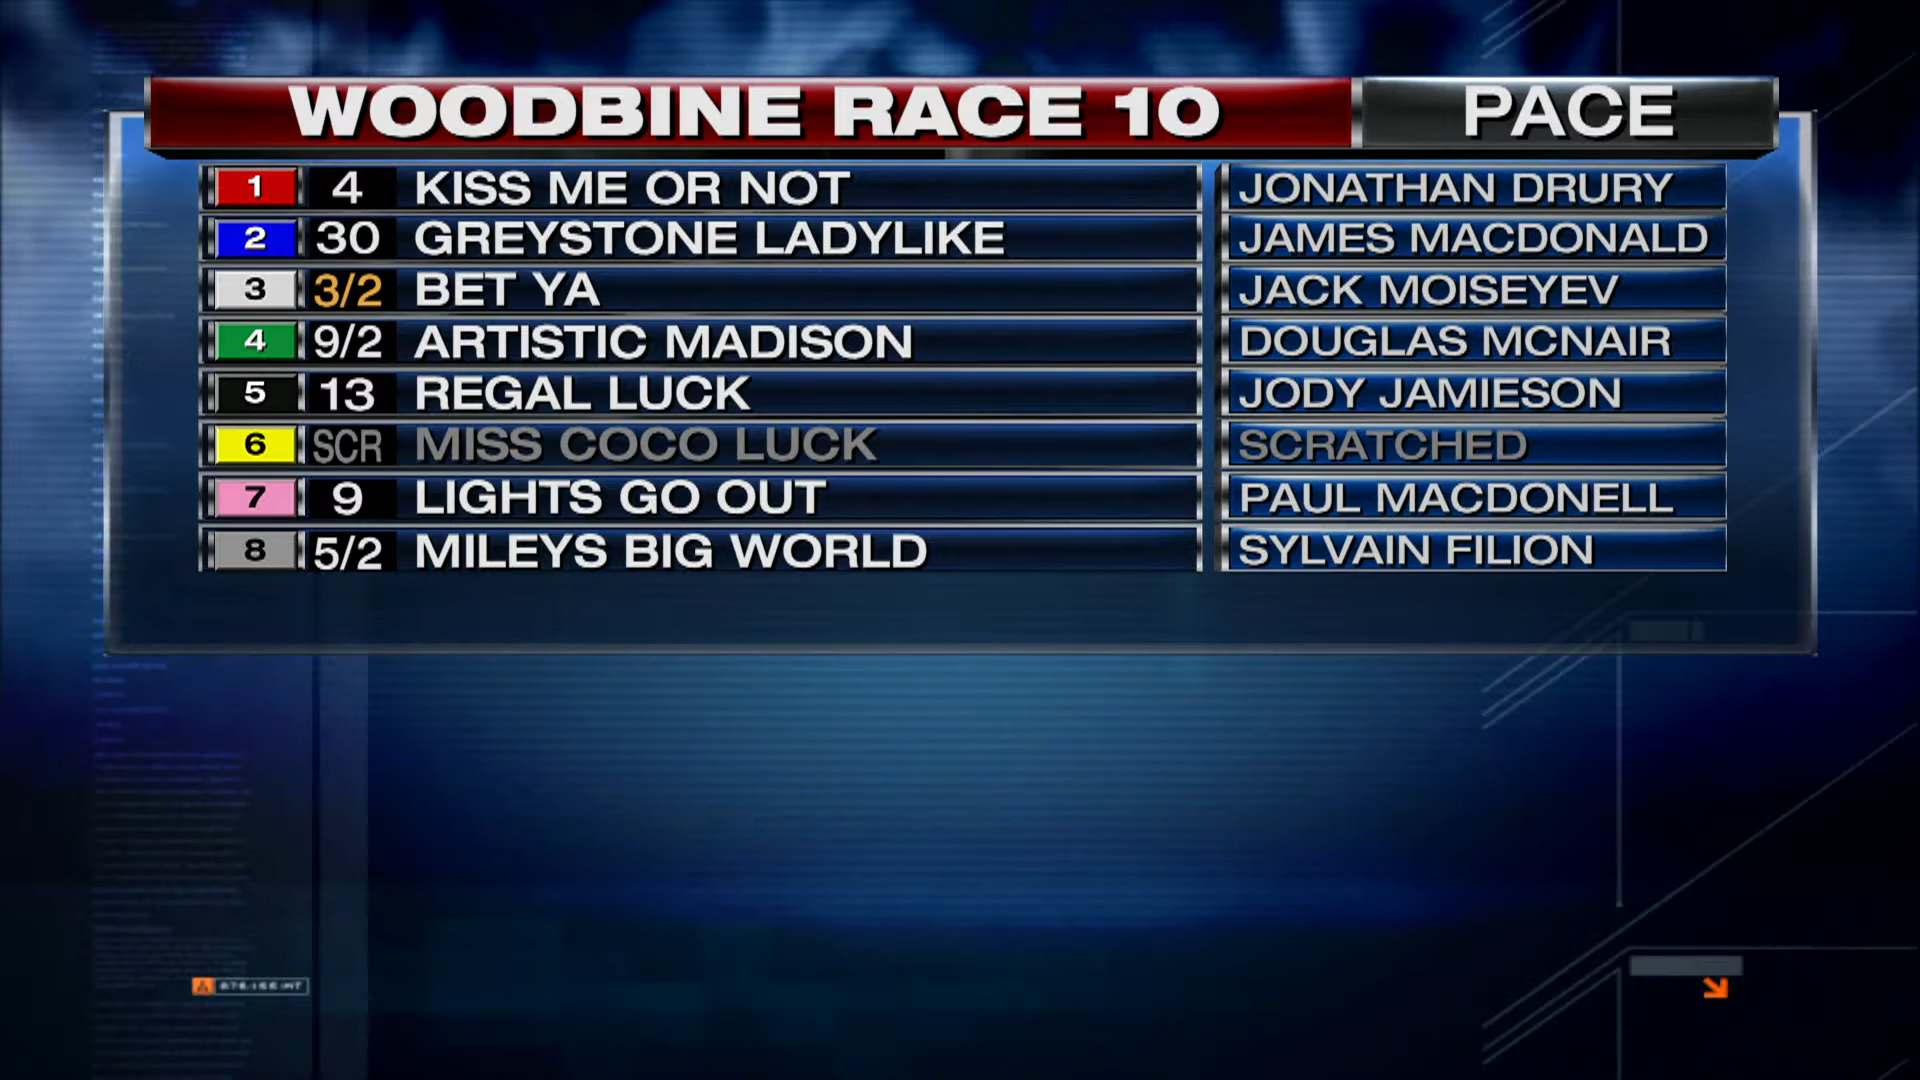 WOODBINE RACE 10 PACE
1 4 KISS ME OR NOT JONATHAN DRURY
2 30 GREYSTONE LADYLIKE JAMES MACDONALD
3 3/2 BET YA JACK MOISEYEV
4 9/2 ARTISTIC MADISON DOUGLAS MCNAIR
5 13 REGAL LUCK JODY JAMIESON
6 SCR MISS COCO LUCK SCRATCHED
7 9 LIGHTS GO OUT PAUL MACDONELL
8 5/2 MILEYS BIG WORLD SYLVAIN FILION